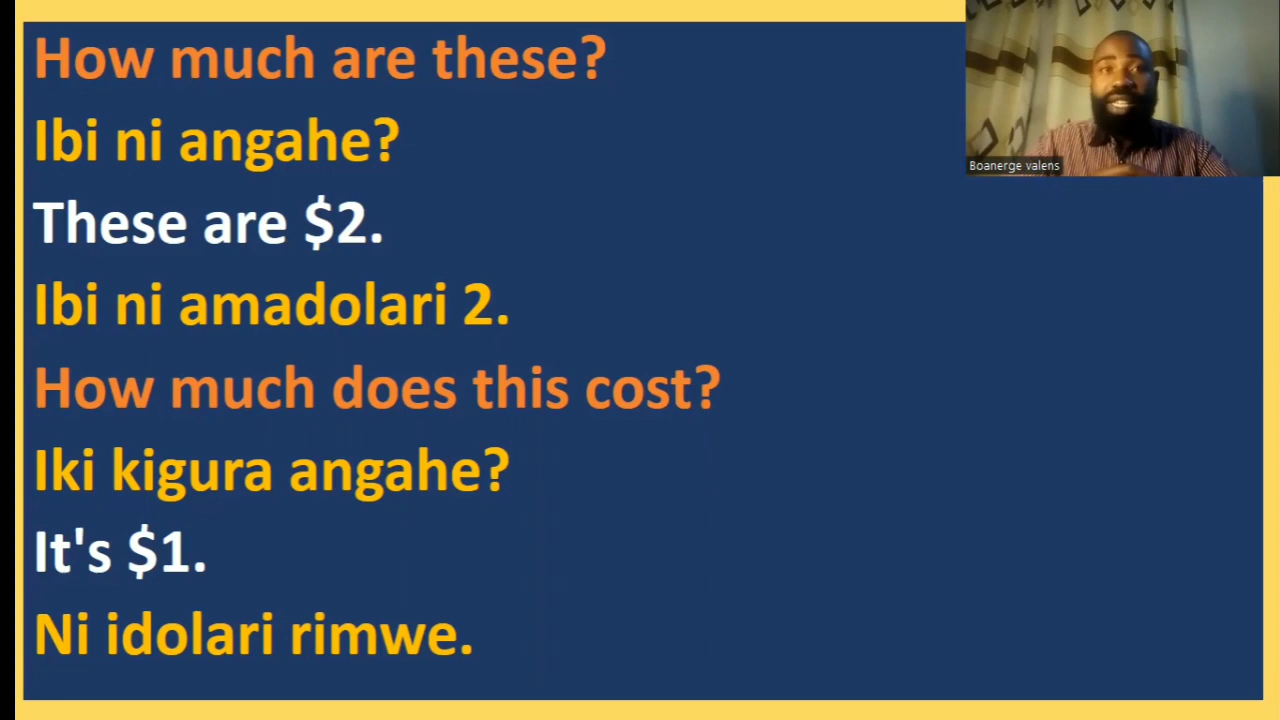 How much are these?
Ibi ni angahe?
These are $2.
Ibi ni amadolari 2.
How much does this cost?
Iki kigura angahe?
It's $1.
Ni idolari rimwe.
Boanerge valens